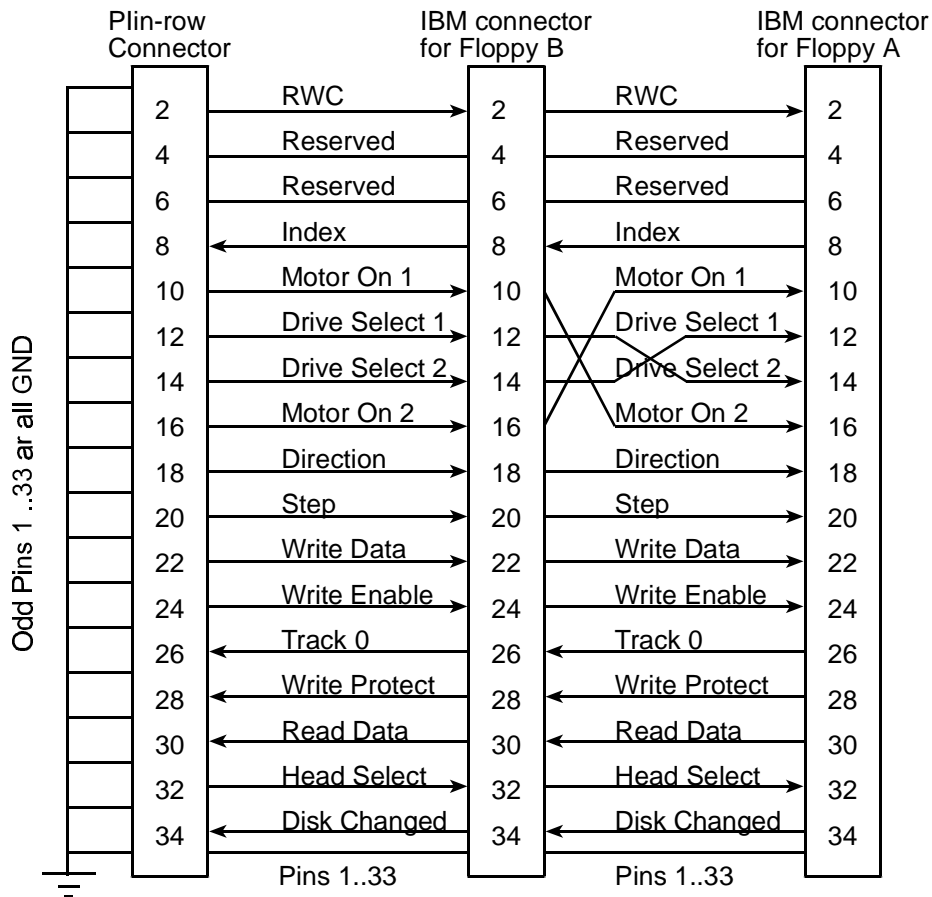 PIin-row IBM connector IBM connector
Connector for Floppy B for Floppy A
2 RWC 2 RWC 2
4 Reserved 4 Reserved 4
6 Reserved 6 Reserved 6
8 Index 8 Index 8
10 Motor On 1 10 Motor On 1 10
12 Drive Select 1 12 Drive Select 1 12
14 Drive Select 2 14 Drive Select 2 14
16 Motor On 2 16 Motor On 2 16
18 Direction 18 Direction 18
20 Step 20 Step 20
22 Write Data 22 Write Data 22
24 Write Enable 24 Write Enable 24
26 Track 0 26 Track 0 26
28 Write Protect 28 Write Protect 28
30 Read Data 30 Read Data 30
32 Head Select 32 Head Select 32
34 Disk Changed 34 Disk Changed 34
Pins 1..33 Pins 1..33
Odd Pins 1 ..33 ar all GND